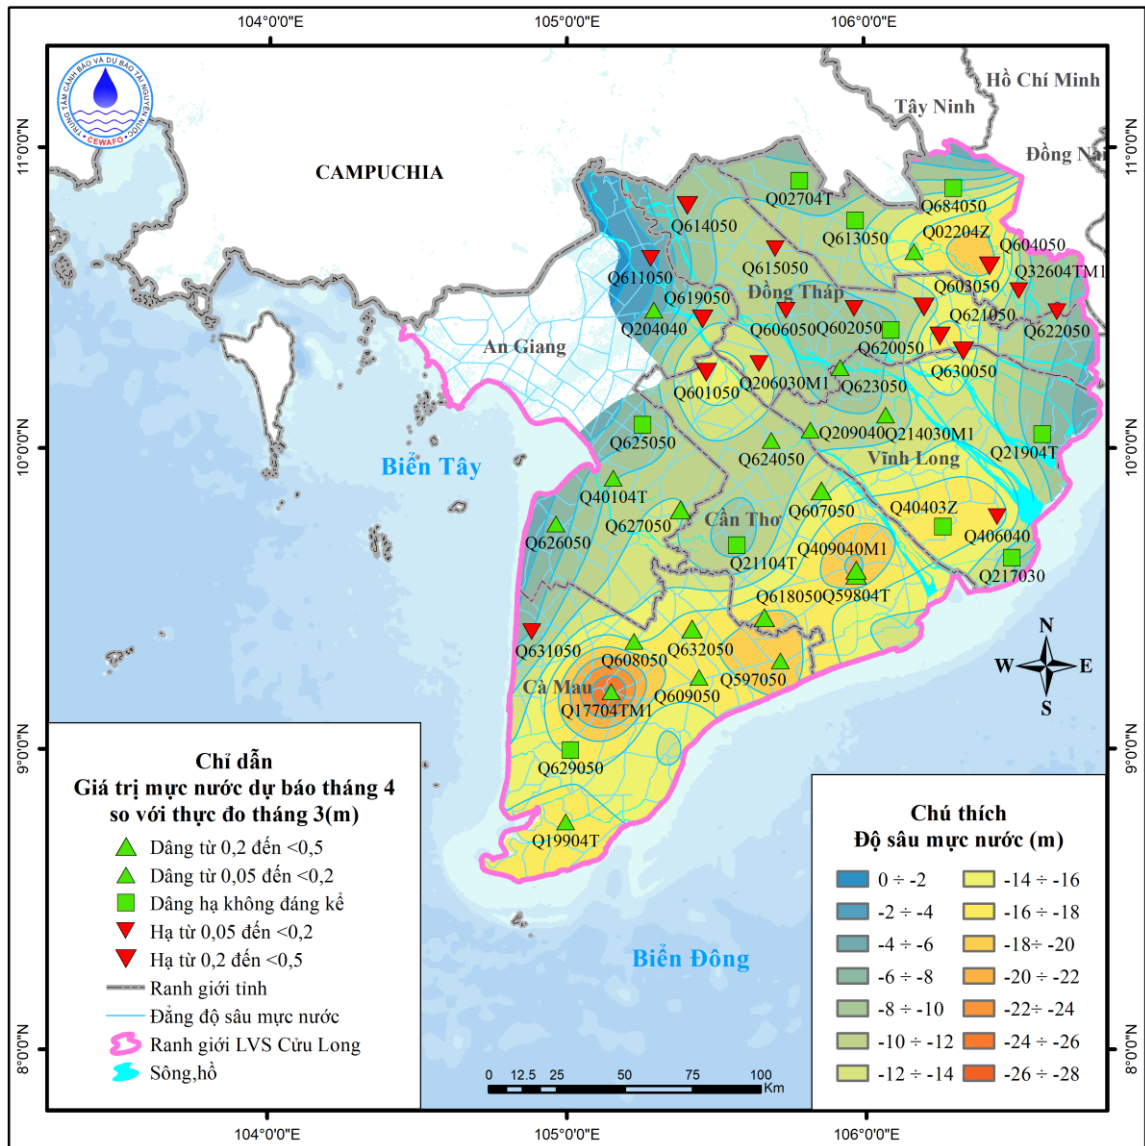 104°0'0"E
105°0'0"E
106°0'0"E
11°0'0"N
10°0'0"N
9°0'0"N
8°0'0"N
11°0'0"N
10°0'0"N
9°0'0"N
8°0'0"N
104°0'0"E
105°0'0"E
106°0'0"E
TRUNG TÂM CẢNH BÁO VÀ DỰ BÁO TÀI NGUYÊN NƯỚC
CEWAFO
Hồ Chí Minh
Tây Ninh
Đồng Nai
CAMPUCHIA
Q02704T
Q684050
Q614050
Q613050
Q02204Z
Q604050
Q615050
Q32604TM1
Q611050
Q603050
Đồng Tháp
Q619050
Q621050
Q204040
Q606050
Q602050
Q622050
An Giang
Q620050
Q630050
Q601050
Q206030M1
Q623050
Q625050
Q209040
Q214030M1
Q624050
Vĩnh Long
Q21904T
Biển Tây
Q40104T
Q627050
Q607050
Q40403Z
Cần Thơ
Q626050
Q406040
Q21104T
Q409040M1
Q217030
Q618050
Q59804T
Q631050
Q608050
Q632050
Q597050
Cà Mau
Q609050
Q17704TM1
Q629050
Q19904T
Biển Đông
N
W
E
S
Chỉ dẫn
Giá trị mực nước dự báo tháng 4
so với thực đo tháng 3(m)
Dâng từ 0,2 đến <0,5
Dâng từ 0,05 đến <0,2
Dâng hạ không đáng kể
Hạ từ 0,05 đến <0,2
Hạ từ 0,2 đến <0,5
Ranh giới tỉnh
Đẳng độ sâu mực nước
Ranh giới LVS Cửu Long
Sông,hồ
0 12.5 25 50 75 100
Km
Chú thích
Độ sâu mực nước (m)
0 ÷ -2
-2 ÷ -4
-4 ÷ -6
-6 ÷ -8
-8 ÷ -10
-10 ÷ -12
-12 ÷ -14
-14 ÷ -16
-16 ÷ -18
-18÷ -20
-20 ÷ -22
-22÷ -24
-24 ÷ -26
-26 ÷ -28